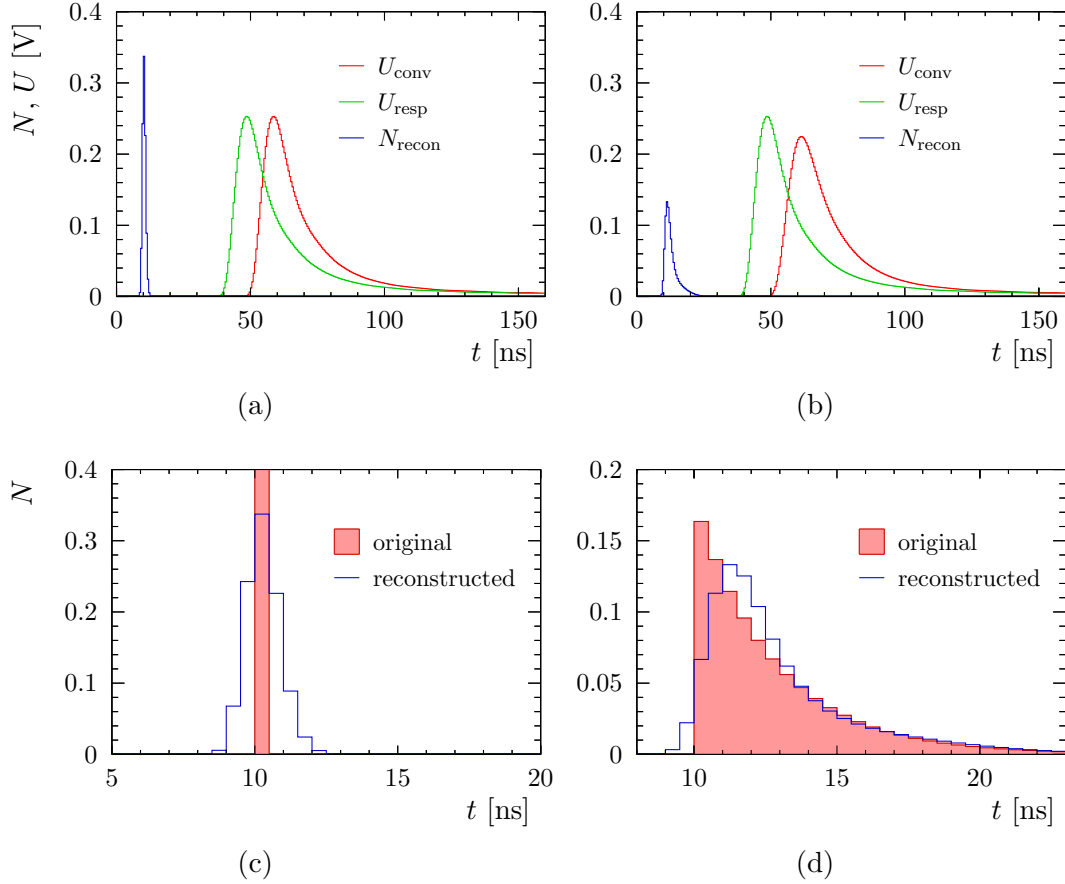 N, U [V]
0.4
0.3
0.2
0.1
0
U_conv
U_resp
N_recon
0 50 100 150
t [ns]
(a)
0.4
0.3
0.2
0.1
0
U_conv
U_resp
N_recon
0 50 100 150
t [ns]
(b)
N
0.4
0.3
0.2
0.1
0
original
reconstructed
5 10 15 20
t [ns]
(c)
0.2
0.15
0.1
0.05
0
original
reconstructed
10 15 20
t [ns]
(d)